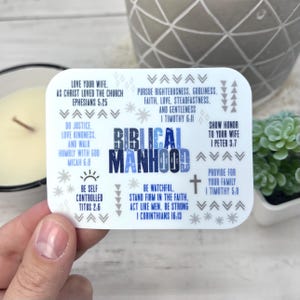 LOVE YOUR WIFE,
AS CHRIST LOVED THE CHURCH
EPHESIANS 5:25
PURSUE RIGHTEOUSNESS, GODLINESS,
FAITH, LOVE, STEADFASTNESS,
AND GENTLENESS
1 TIMOTHY 6:11
DO JUSTICE,
LOVE KINDNESS,
AND WALK
HUMBLY WITH GOD
MICAH 6:8
BIBLICAL
MANHOOD
SHOW HONOR
TO YOUR WIFE
1 PETER 3:7
BE SELF
CONTROLLED
TITUS 2:6
BE WATCHFUL,
STAND FIRM IN THE FAITH,
ACT LIKE MEN, BE STRONG
1 CORINTHIANS 16:13
PROVIDE FOR
YOUR FAMILY
1 TIMOTHY 5:8